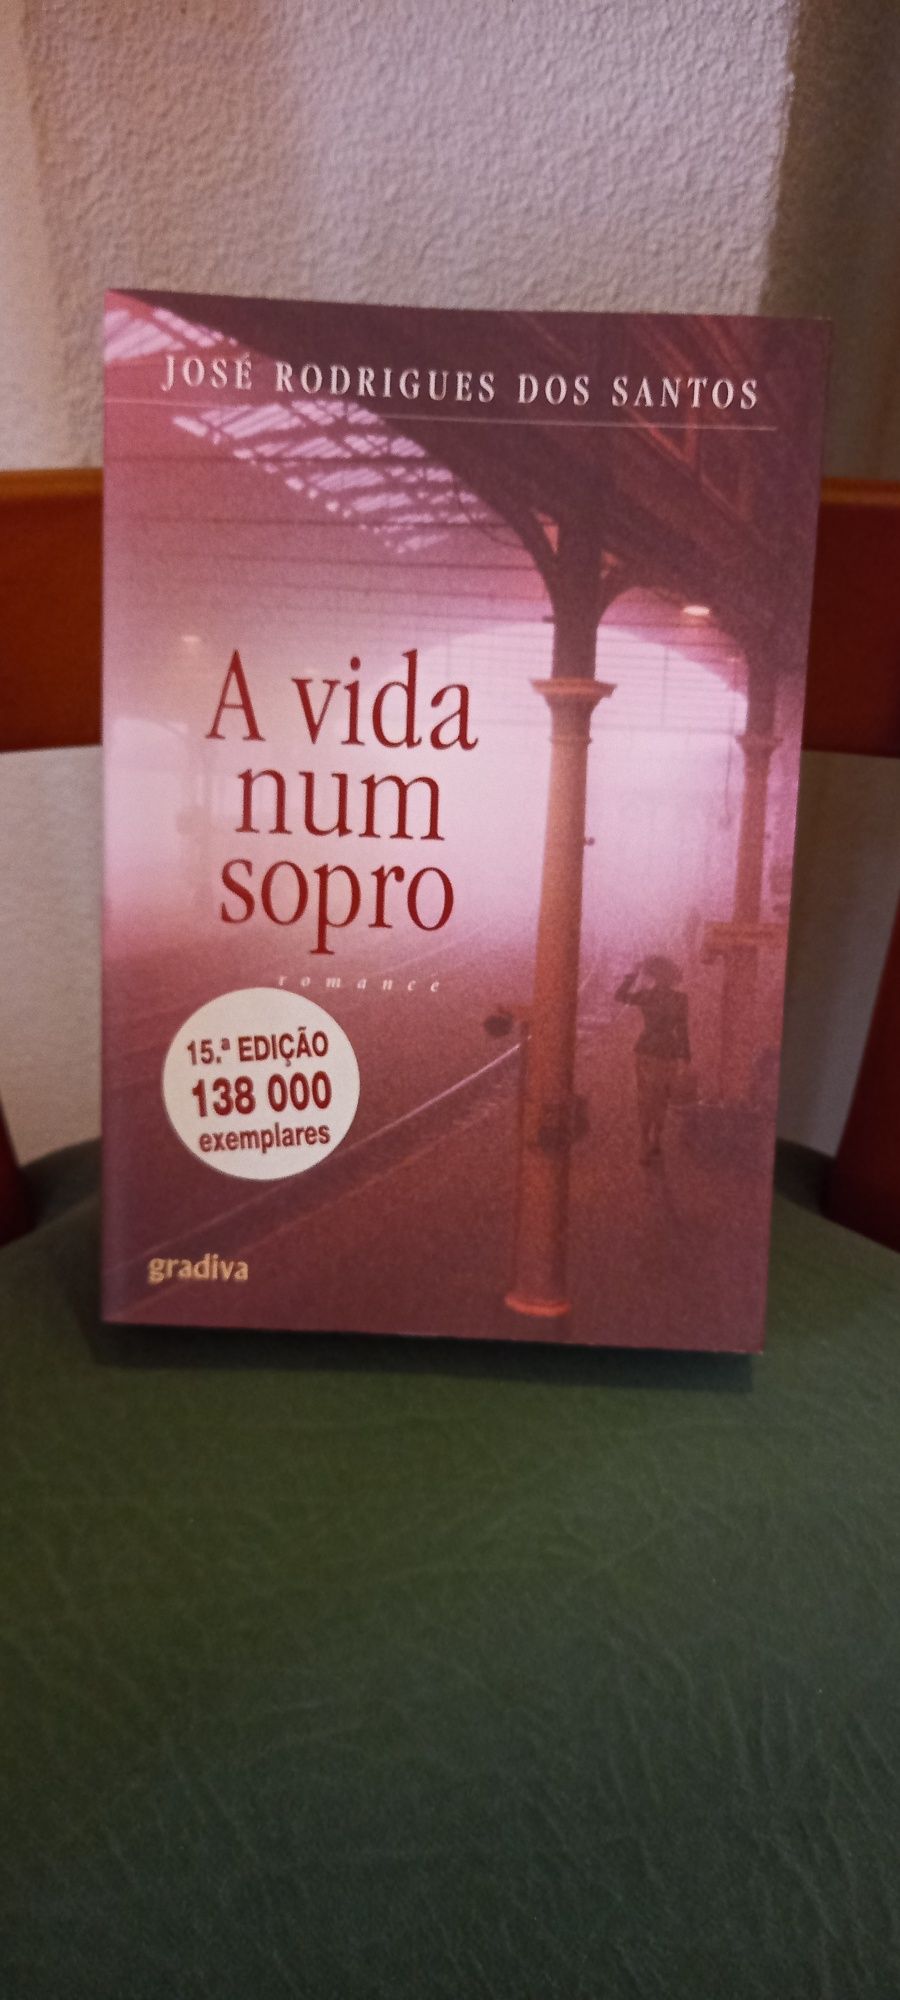 JOSÉ RODRIGUES DOS SANTOS
A vida
num
sopro
romance
15.ª EDIÇÃO
138 000
exemplares
gradiva